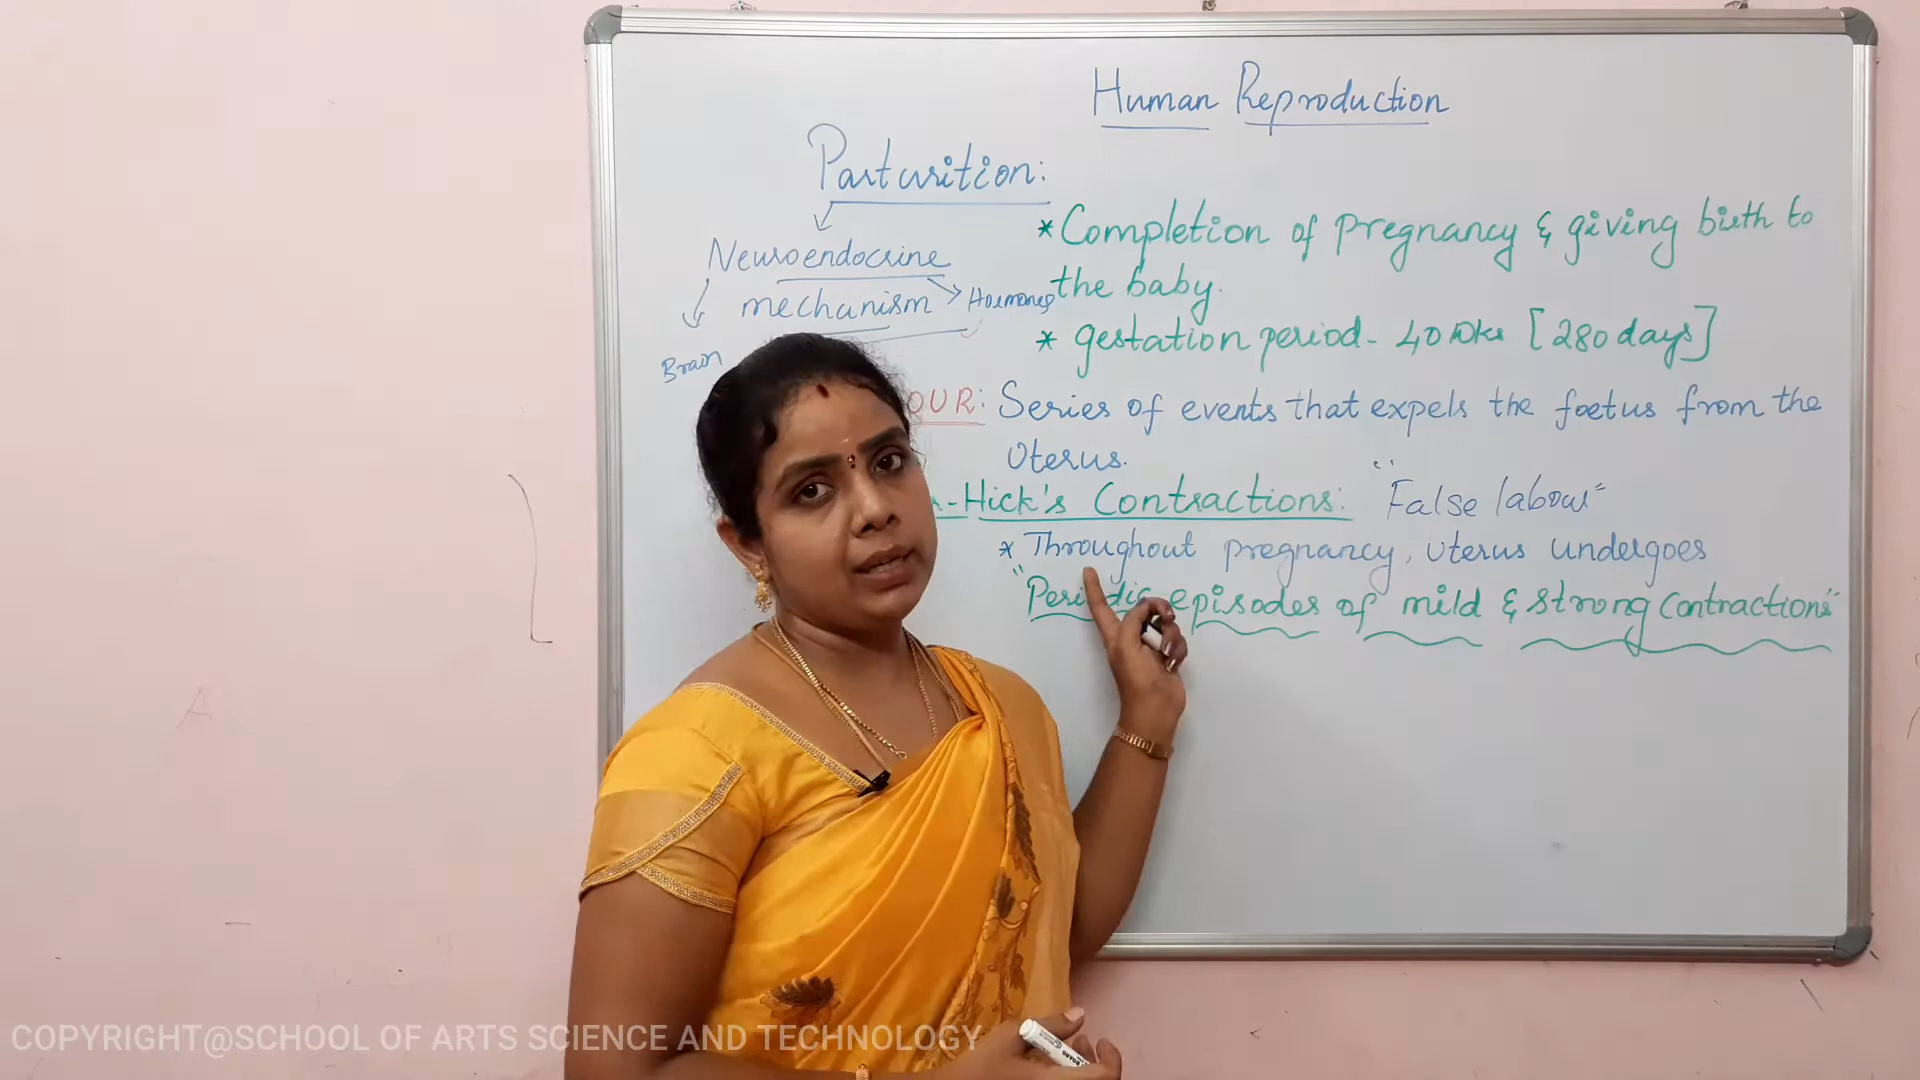 Human Reproduction
Parturition:
Neuroendocrine
mechanism
Hormones
Brain
*Completion of pregnancy & giving birth to
the baby.
* gestation period - 40 wks [280 days]
OUR: Series of events that expels the foetus from the
Uterus.
-Hick's Contractions: "False labour"
* Throughout pregnancy, uterus undergoes
"Periodic episodes of mild & strong contractions"
COPYRIGHT@SCHOOL OF ARTS SCIENCE AND TECHNOLOGY